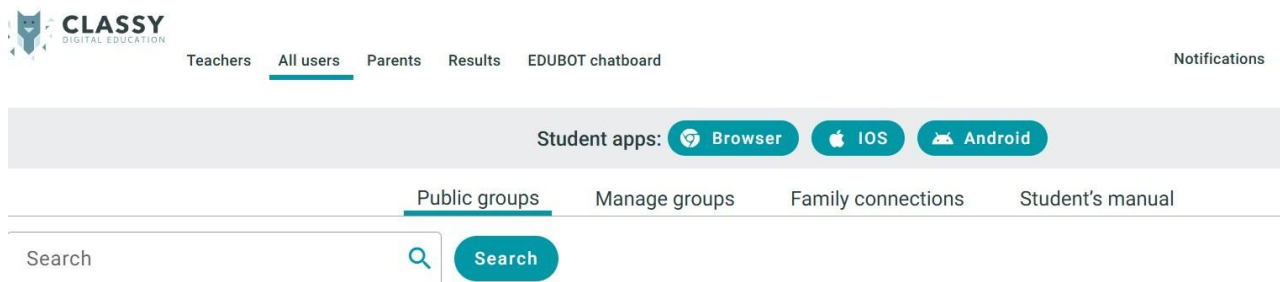 CLASSY
DIGITAL EDUCATION
Teachers All users Parents Results EDUBOT chatboard Notifications
Student apps: Browser IOS Android
Public groups Manage groups Family connections Student's manual
Search Search